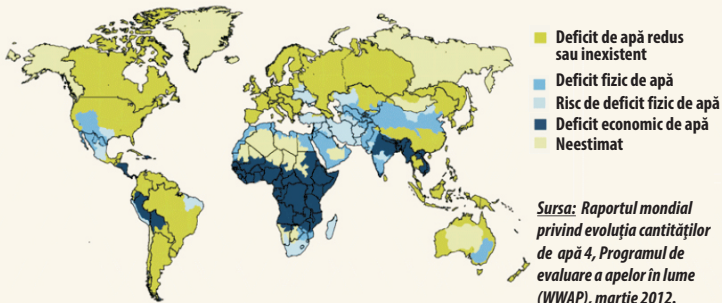 Deficit de apă redus
sau inexistent
Deficit fizic de apă
Risc de deficit fizic de apă
Deficit economic de apă
Neestimat
Sursa: Raportul mondial
privind evoluția cantităților
de apă 4, Programul de
evaluare a apelor în lume
(WWAP), martie 2012.